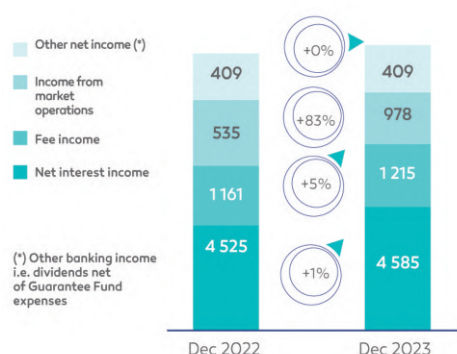 Other net income (*)
Income from
market
operations
Fee income
Net interest income
(*) Other banking income
i.e. dividends net
of Guarantee Fund
expenses
409
535
1 161
4 525
+0%
+83%
+5%
+1%
409
978
1 215
4 585
Dec 2022
Dec 2023